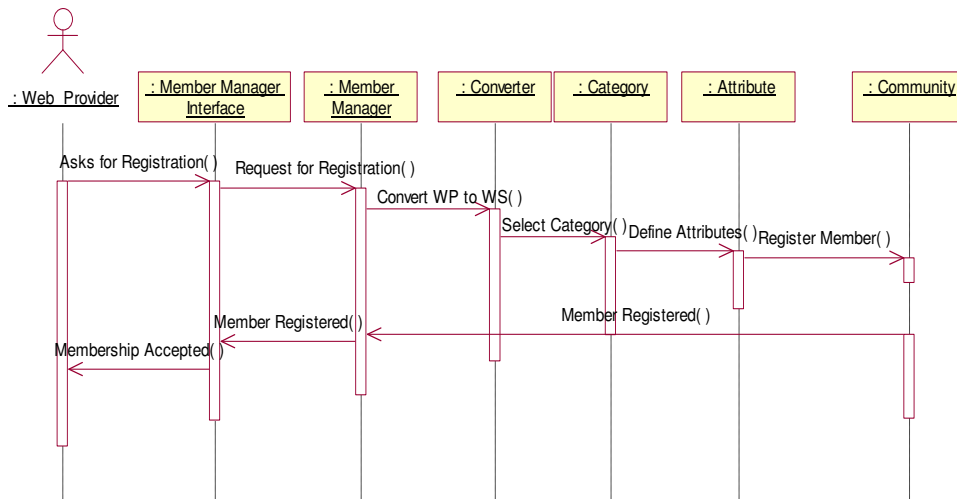 : Web_Provider
: Member Manager
Interface
: Member
Manager
: Converter
: Category
: Attribute
: Community
Asks for Registration( )
Request for Registration( )
Convert WP to WS( )
Select Category( )
Define Attributes( )
Register Member( )
Member Registered( )
Member Registered( )
Membership Accepted( )